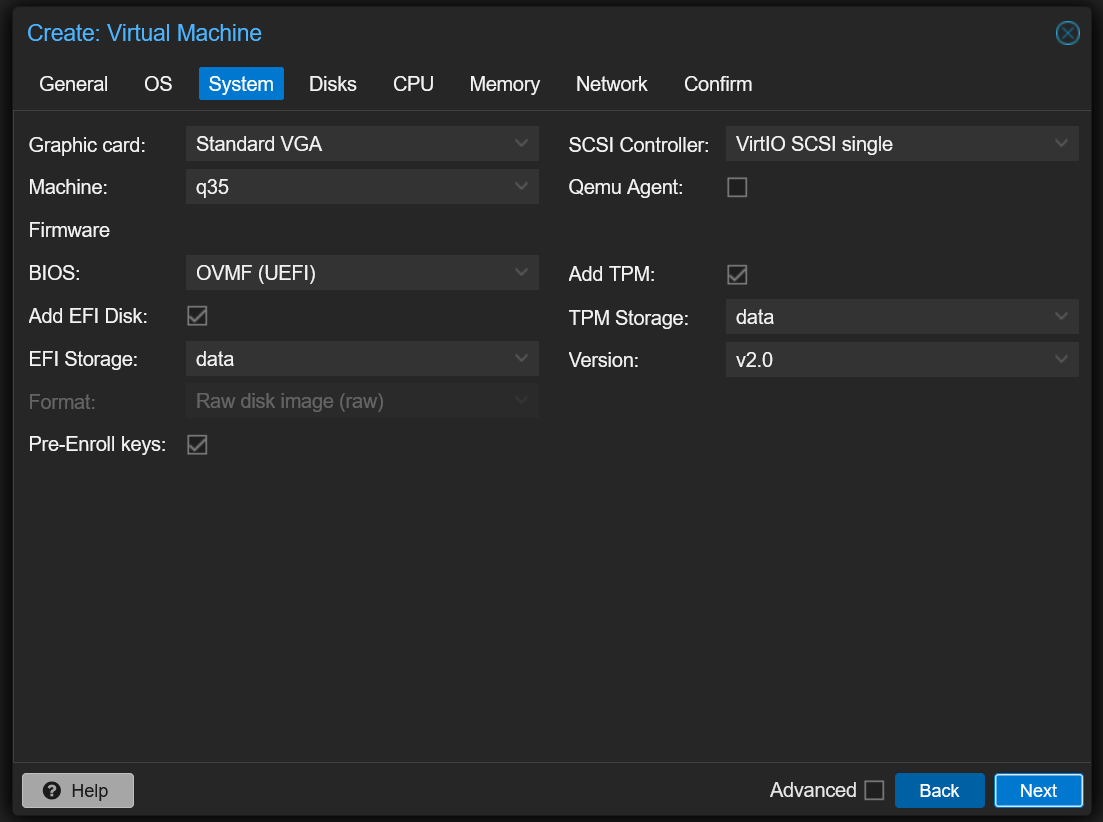 Create: Virtual Machine
General OS System Disks CPU Memory Network Confirm
Graphic card: Standard VGA
Machine: q35
Firmware
BIOS: OVMF (UEFI)
Add EFI Disk:
EFI Storage: data
Format: Raw disk image (raw)
Pre-Enroll keys:
SCSI Controller: VirtIO SCSI single
Qemu Agent:
Add TPM:
TPM Storage: data
Version: v2.0
Help Advanced Back Next